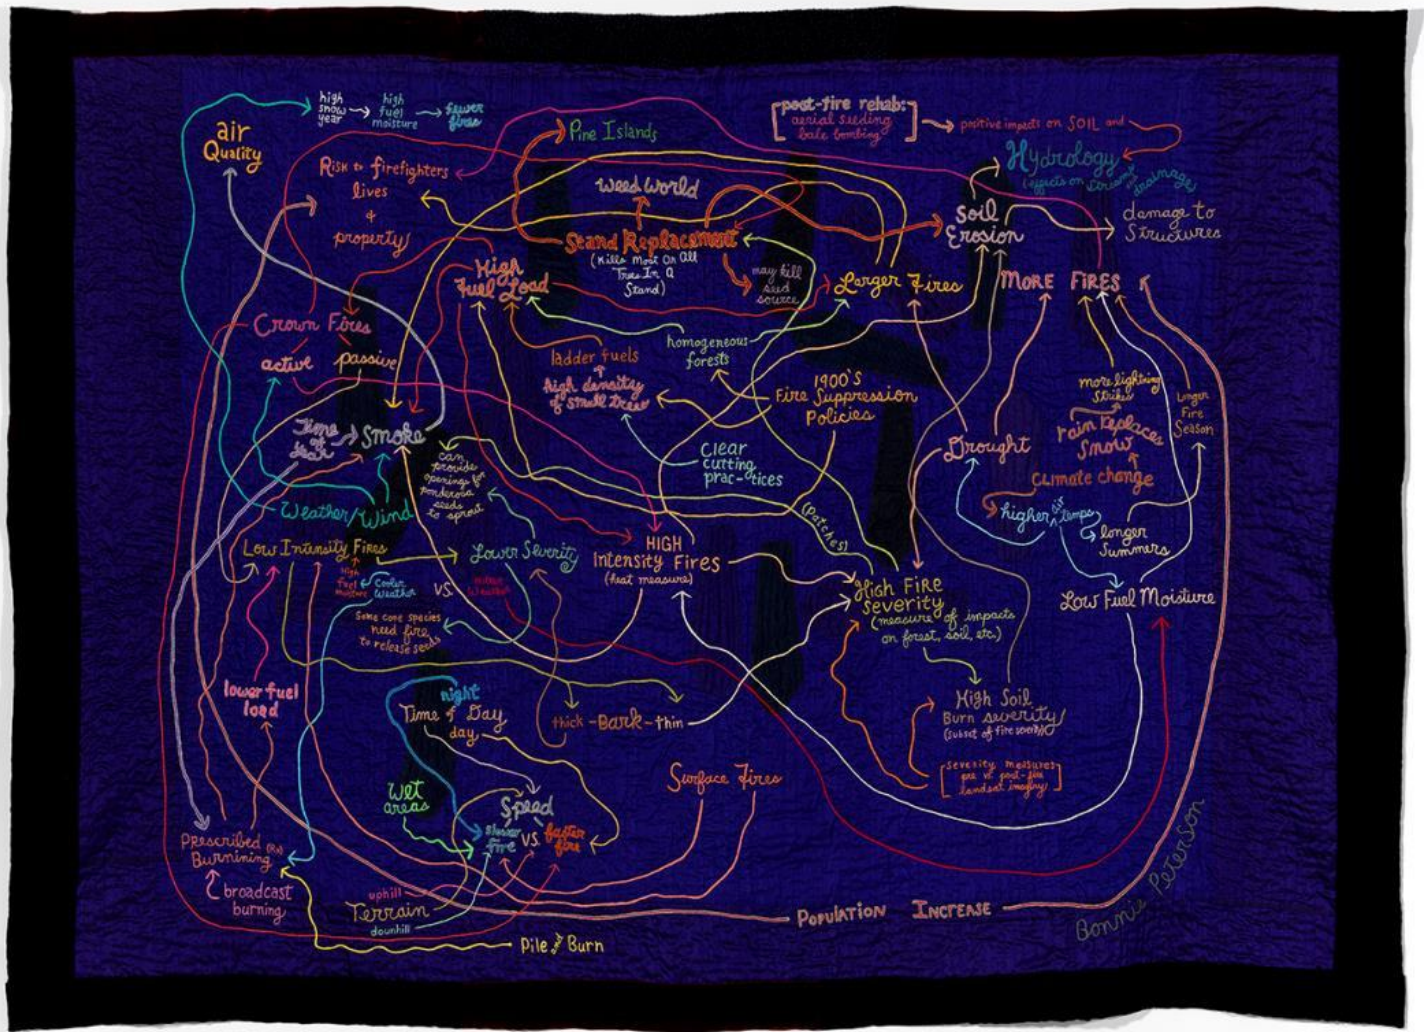 high
snow
year
high
fuel
moisture
fewer
fires
air
Quality
Pine Islands
post-fire rehab:
aerial seeding
bale bombing
positive impacts on SOIL and
Hydrology
(effects on streams and drainage
Risk to firefighters
lives
&
property
weed world
Stand Replacement
(Kills Most Or All
Trees In a
Stand)
may kill
seed
source
Soil
Erosion
damage to
Structures
High
Fuel Load
Larger Fires
MORE FIRES
Crown Fires
active
passive
ladder fuels
high density
of small trees
homogeneous
forests
1900's
Fire Suppression
Policies
more lightning
strikes
rain replaces
snow
Climate change
Longer
Fire
Season
Time
of
Year
Smoke
can
provide
openings for
ponderosa
seeds
to sprout
Clear
cutting
prac-tices
Drought
higher air temps
longer
Summers
Weather/Wind
(patches)
Low Intensity Fires
High
fuel
moisture
Cooler
Weather
vs.
Lower Severity
HIGH
Intensity Fires
(heat measure)
High FIRE
Severity
(measure of impacts
on forest, soil, etc)
Low Fuel Moisture
Some cone species
need fire
to release seeds
lower fuel
load
night
Time of Day
day
thick-Bark-thin
High Soil
Burn severity
(subset of fire severity)
severity measures
pre vs. post-fire
landsat imagery
Surface Fires
Wet
areas
Speed
slower
fire
vs.
faster
fire
Prescribed (Rx)
Burnining
broadcast
burning
uphill
Terrain
downhill
Pile and Burn
POPULATION INCREASE
Bonnie Peterson